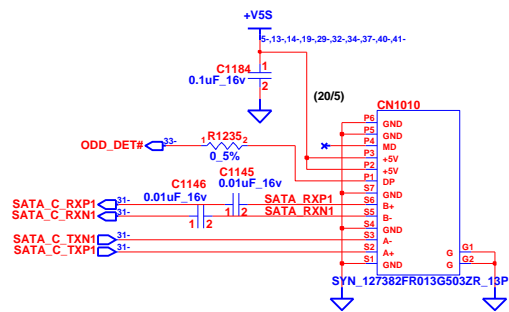 +V5S
5-,13-,14-,19-,29-,32-,34-,37-,40-,41-
C1184 1
0.1uF_16v 2
(20/5)
CN1010
P6 GND
P5 GND
ODD_DET# 33- 1 R1235 2 P4 MD
0_5% P3 +5V
P2 +5V
P1 DP
C1145
C1146 0.01uF_16v S7 GND
SATA_C_RXP1 31- 0.01uF_16v SATA_RXP1 S6 B+
SATA_C_RXN1 31- 1 2 1 2 SATA_RXN1 S5 B-
S4 GND
SATA_C_TXN1 31- S3 A- G G1
SATA_C_TXP1 31- S2 A+ G G2
S1 GND
SYN_127382FR013G503ZR_13P